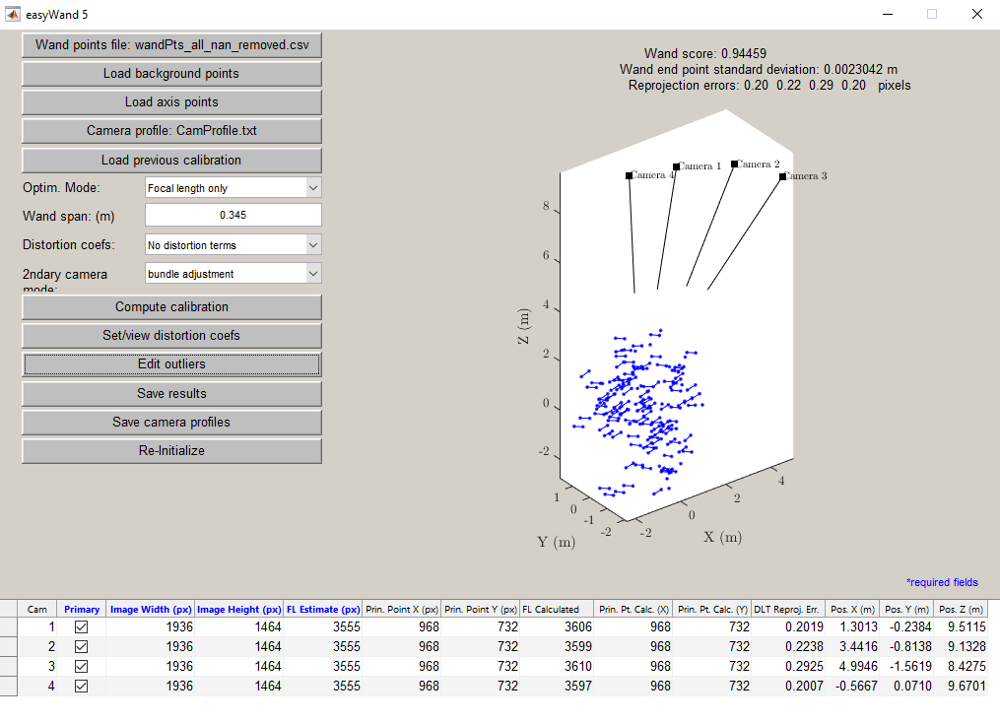 easyWand 5
Wand points file: wandPts_all_nan_removed.csv
Load background points
Load axis points
Camera profile: CamProfile.txt
Load previous calibration
Optim. Mode: Focal length only
Wand span: (m) 0.345
Distortion coefs: No distortion terms
2ndary camera mode: bundle adjustment
Compute calibration
Set/view distortion coefs
Edit outliers
Save results
Save camera profiles
Re-Initialize
Wand score: 0.94459
Wand end point standard deviation: 0.0023042 m
Reprojection errors: 0.20 0.22 0.29 0.20 pixels
Camera 4
Camera 1
Camera 2
Camera 3
8
6
4
2
0
-2
Z (m)
1
0
-1
-2
Y (m)
-2
0
2
4
X (m)
*required fields
Cam Primary Image Width (px) Image Height (px) FL Estimate (px) Prin. Point X (px) Prin. Point Y (px) FL Calculated Prin. Pt. Calc. (X) Prin. Pt. Calc. (Y) DLT Reproj. Err. Pos. X (m) Pos. Y (m) Pos. Z (m)
1 1936 1464 3555 968 732 3606 968 732 0.2019 1.3013 -0.2384 9.5115
2 1936 1464 3555 968 732 3599 968 732 0.2238 3.4416 -0.8138 9.1328
3 1936 1464 3555 968 732 3610 968 732 0.2925 4.9946 -1.5619 8.4275
4 1936 1464 3555 968 732 3597 968 732 0.2007 -0.5667 0.0710 9.6701